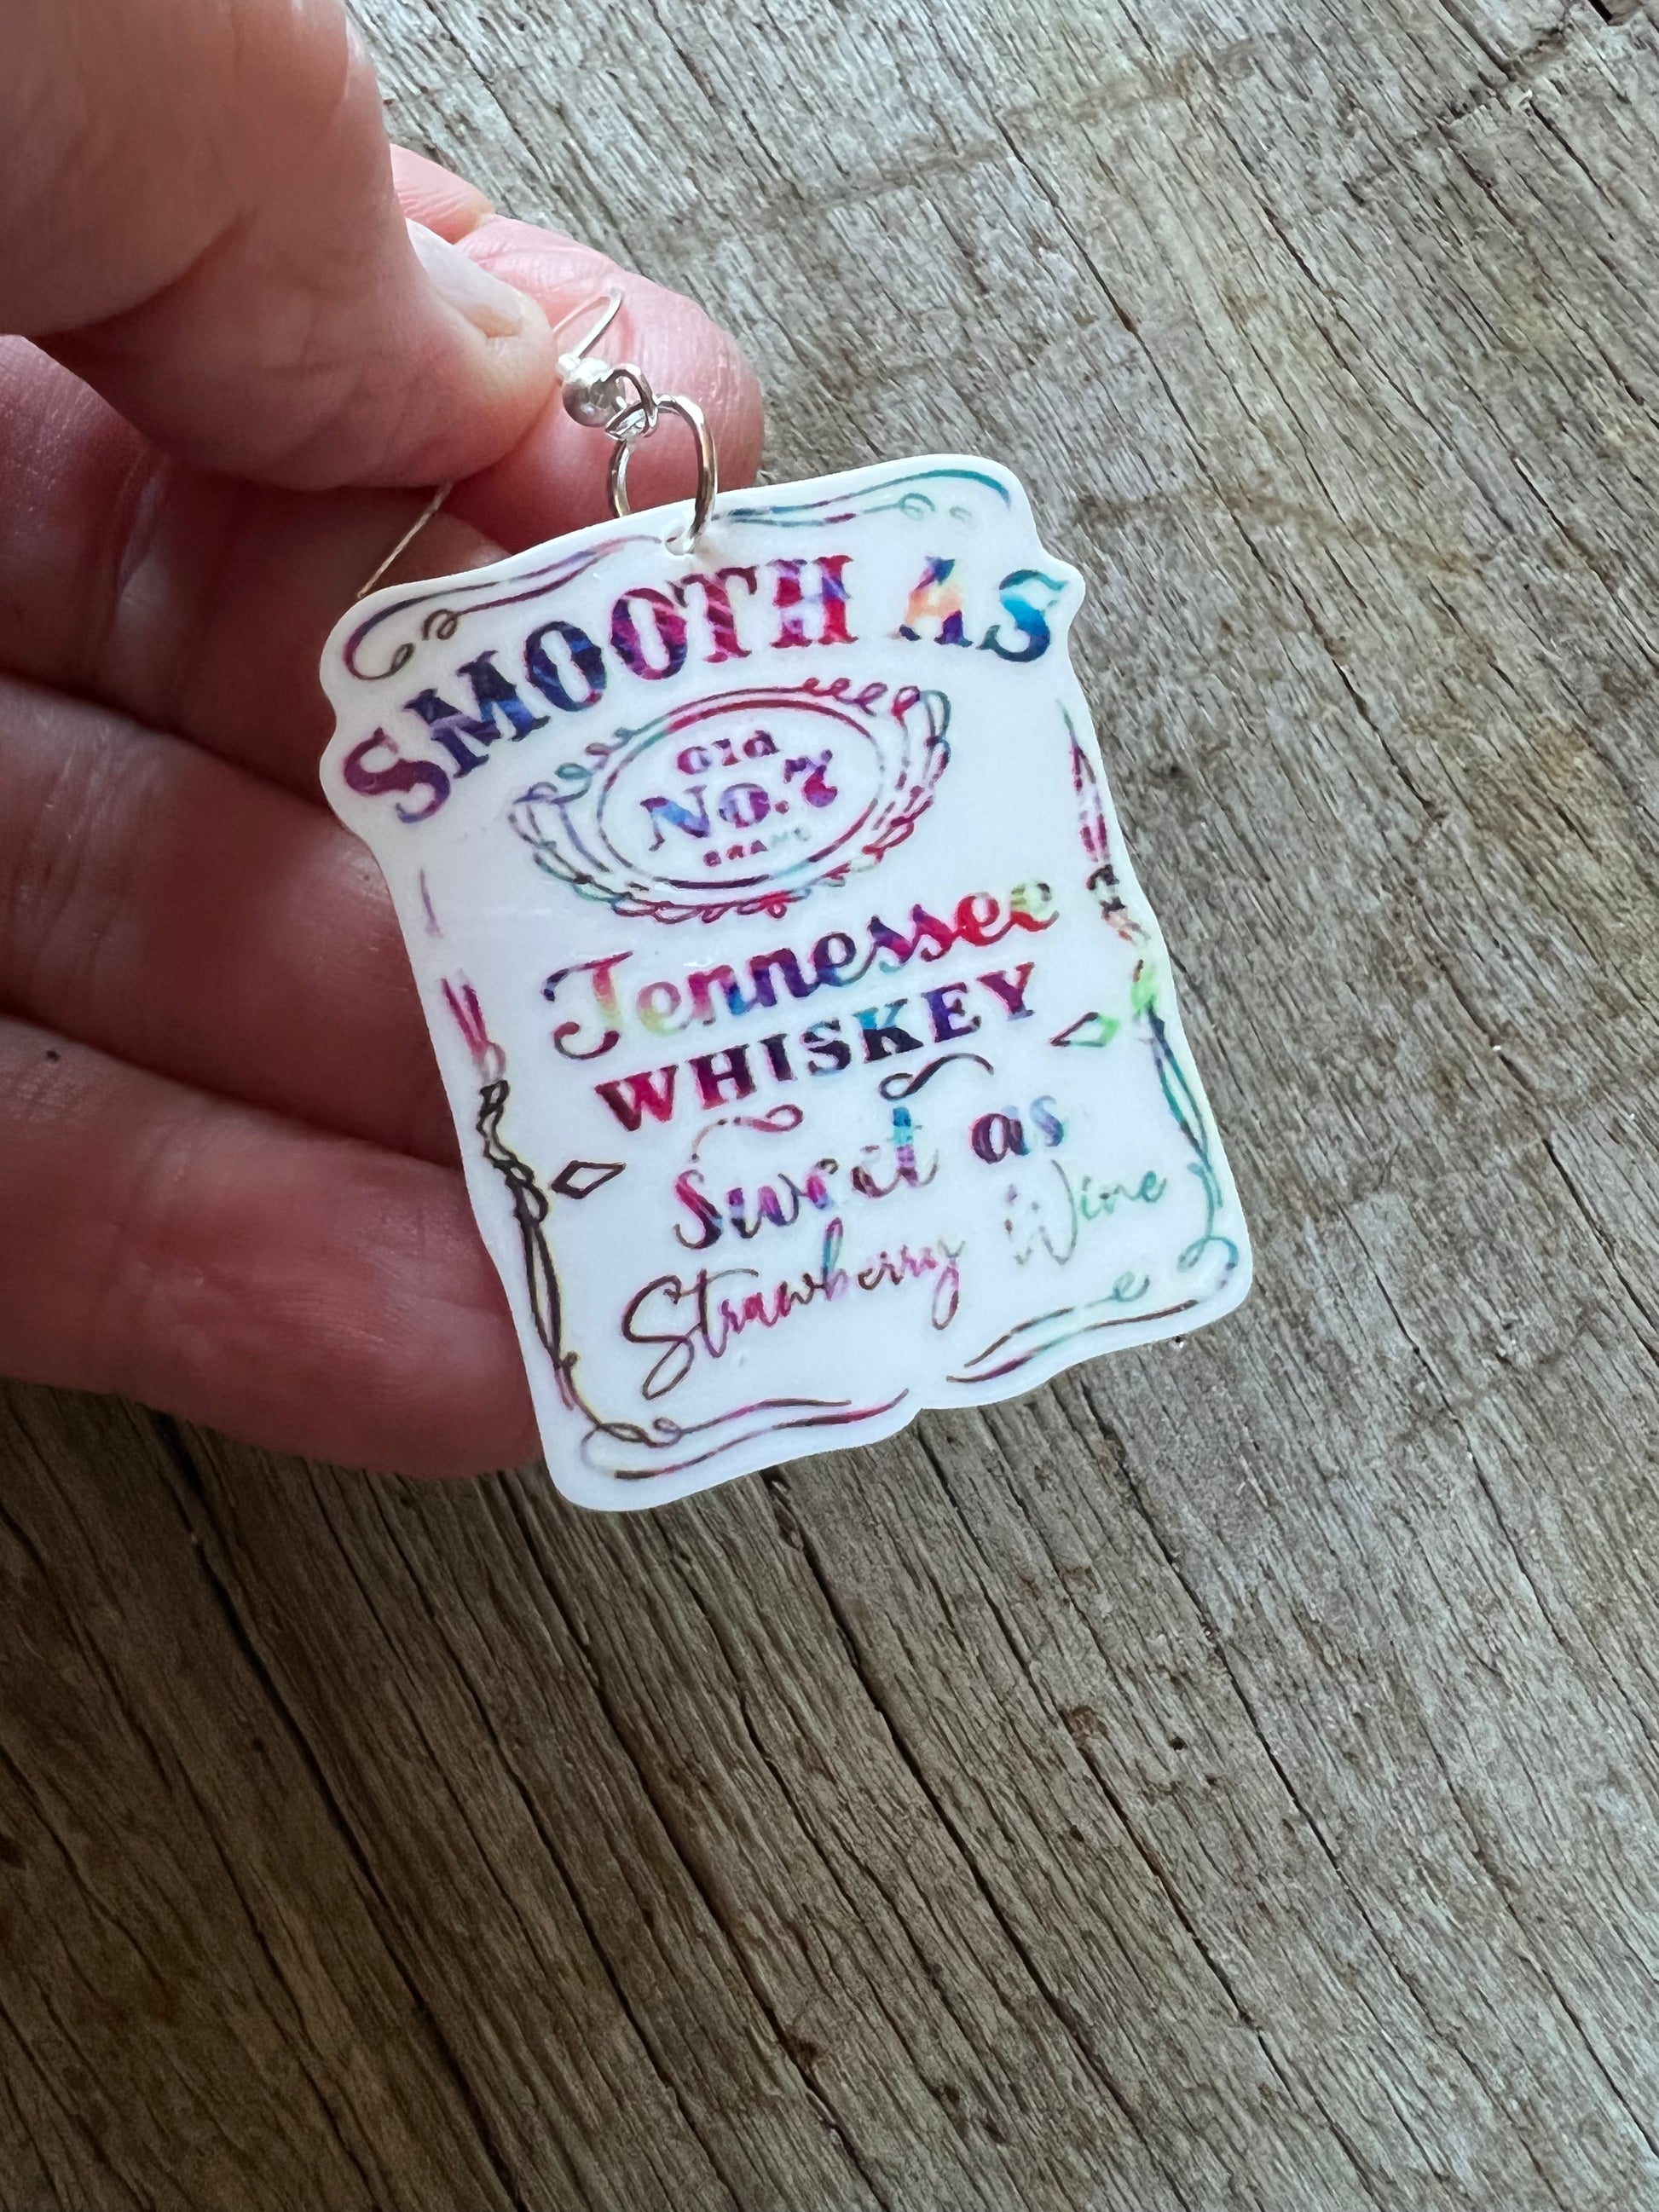 SMOOTH AS
Old
No. 7
BRAND
Tennessee
WHISKEY
Sweet as
Strawberry Wine